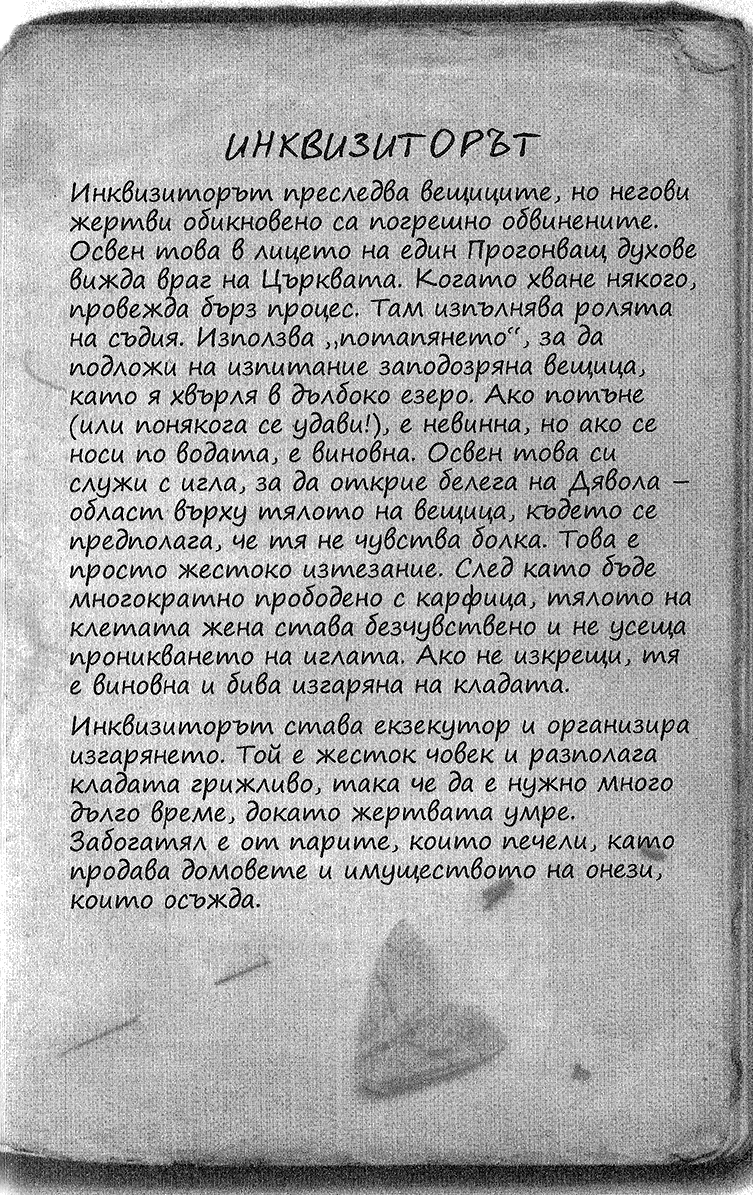 ИНКВИЗИТОРЪТ
Инквизиторът преследва вещиците, но негови
жертви обикновено са погрешно обвинените.
Освен това в лицето на един Прогонващ духове
вижда враг на Църквата. Когато хване някого,
провежда бърз процес. Там изпълнява ролята
на съдия. Използва „потапянето“, за да
подложи на изпитание заподозряна вещица,
като я хвърля в дълбоко езеро. Ако потъне
(или понякога се удави!), е невинна, но ако се
носи по водата, е виновна. Освен това си
служи с игла, за да открие белега на Дявола –
област върху тялото на вещица, където се
предполага, че тя не чувства болка. Това е
просто жестоко изтезание. След като бъде
многократно прободено с карфица, тялото на
клетата жена става безчувствено и не усеща
проникването на иглата. Ако не изкрещи, тя
е виновна и бива изгаряна на кладата.
Инквизиторът става екзекутор и организира
изгарянето. Той е жесток човек и разполага
кладата грижливо, така че да е нужно много
дълго време, докато жертвата умре.
Забогатял е от парите, които печели, като
продава домовете и имуществото на онези,
които осъжда.